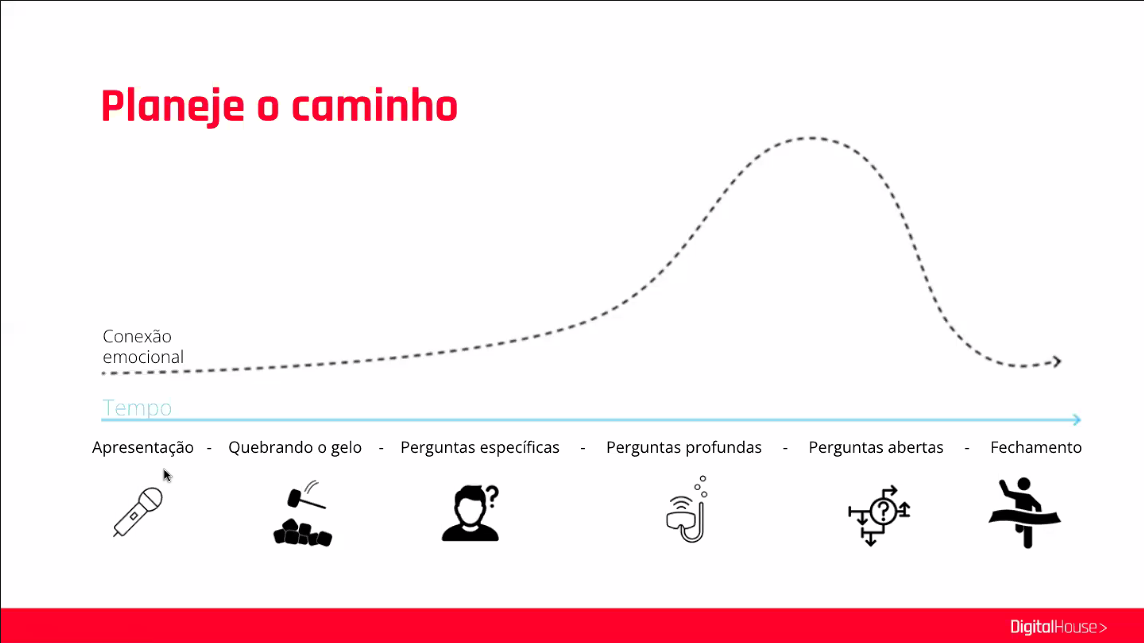 Planeje o caminho
Conexão
emocional
Tempo
Apresentação - Quebrando o gelo - Perguntas específicas - Perguntas profundas - Perguntas abertas - Fechamento
?
?
DigitalHouse>